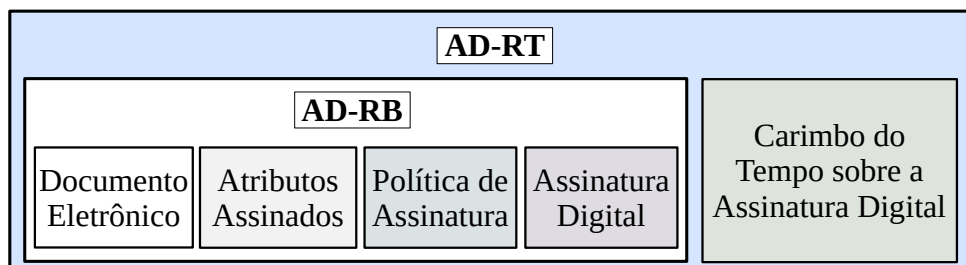 AD-RT
AD-RB
Documento
Eletrônico
Atributos
Assinados
Política de
Assinatura
Assinatura
Digital
Carimbo do
Tempo sobre a
Assinatura Digital